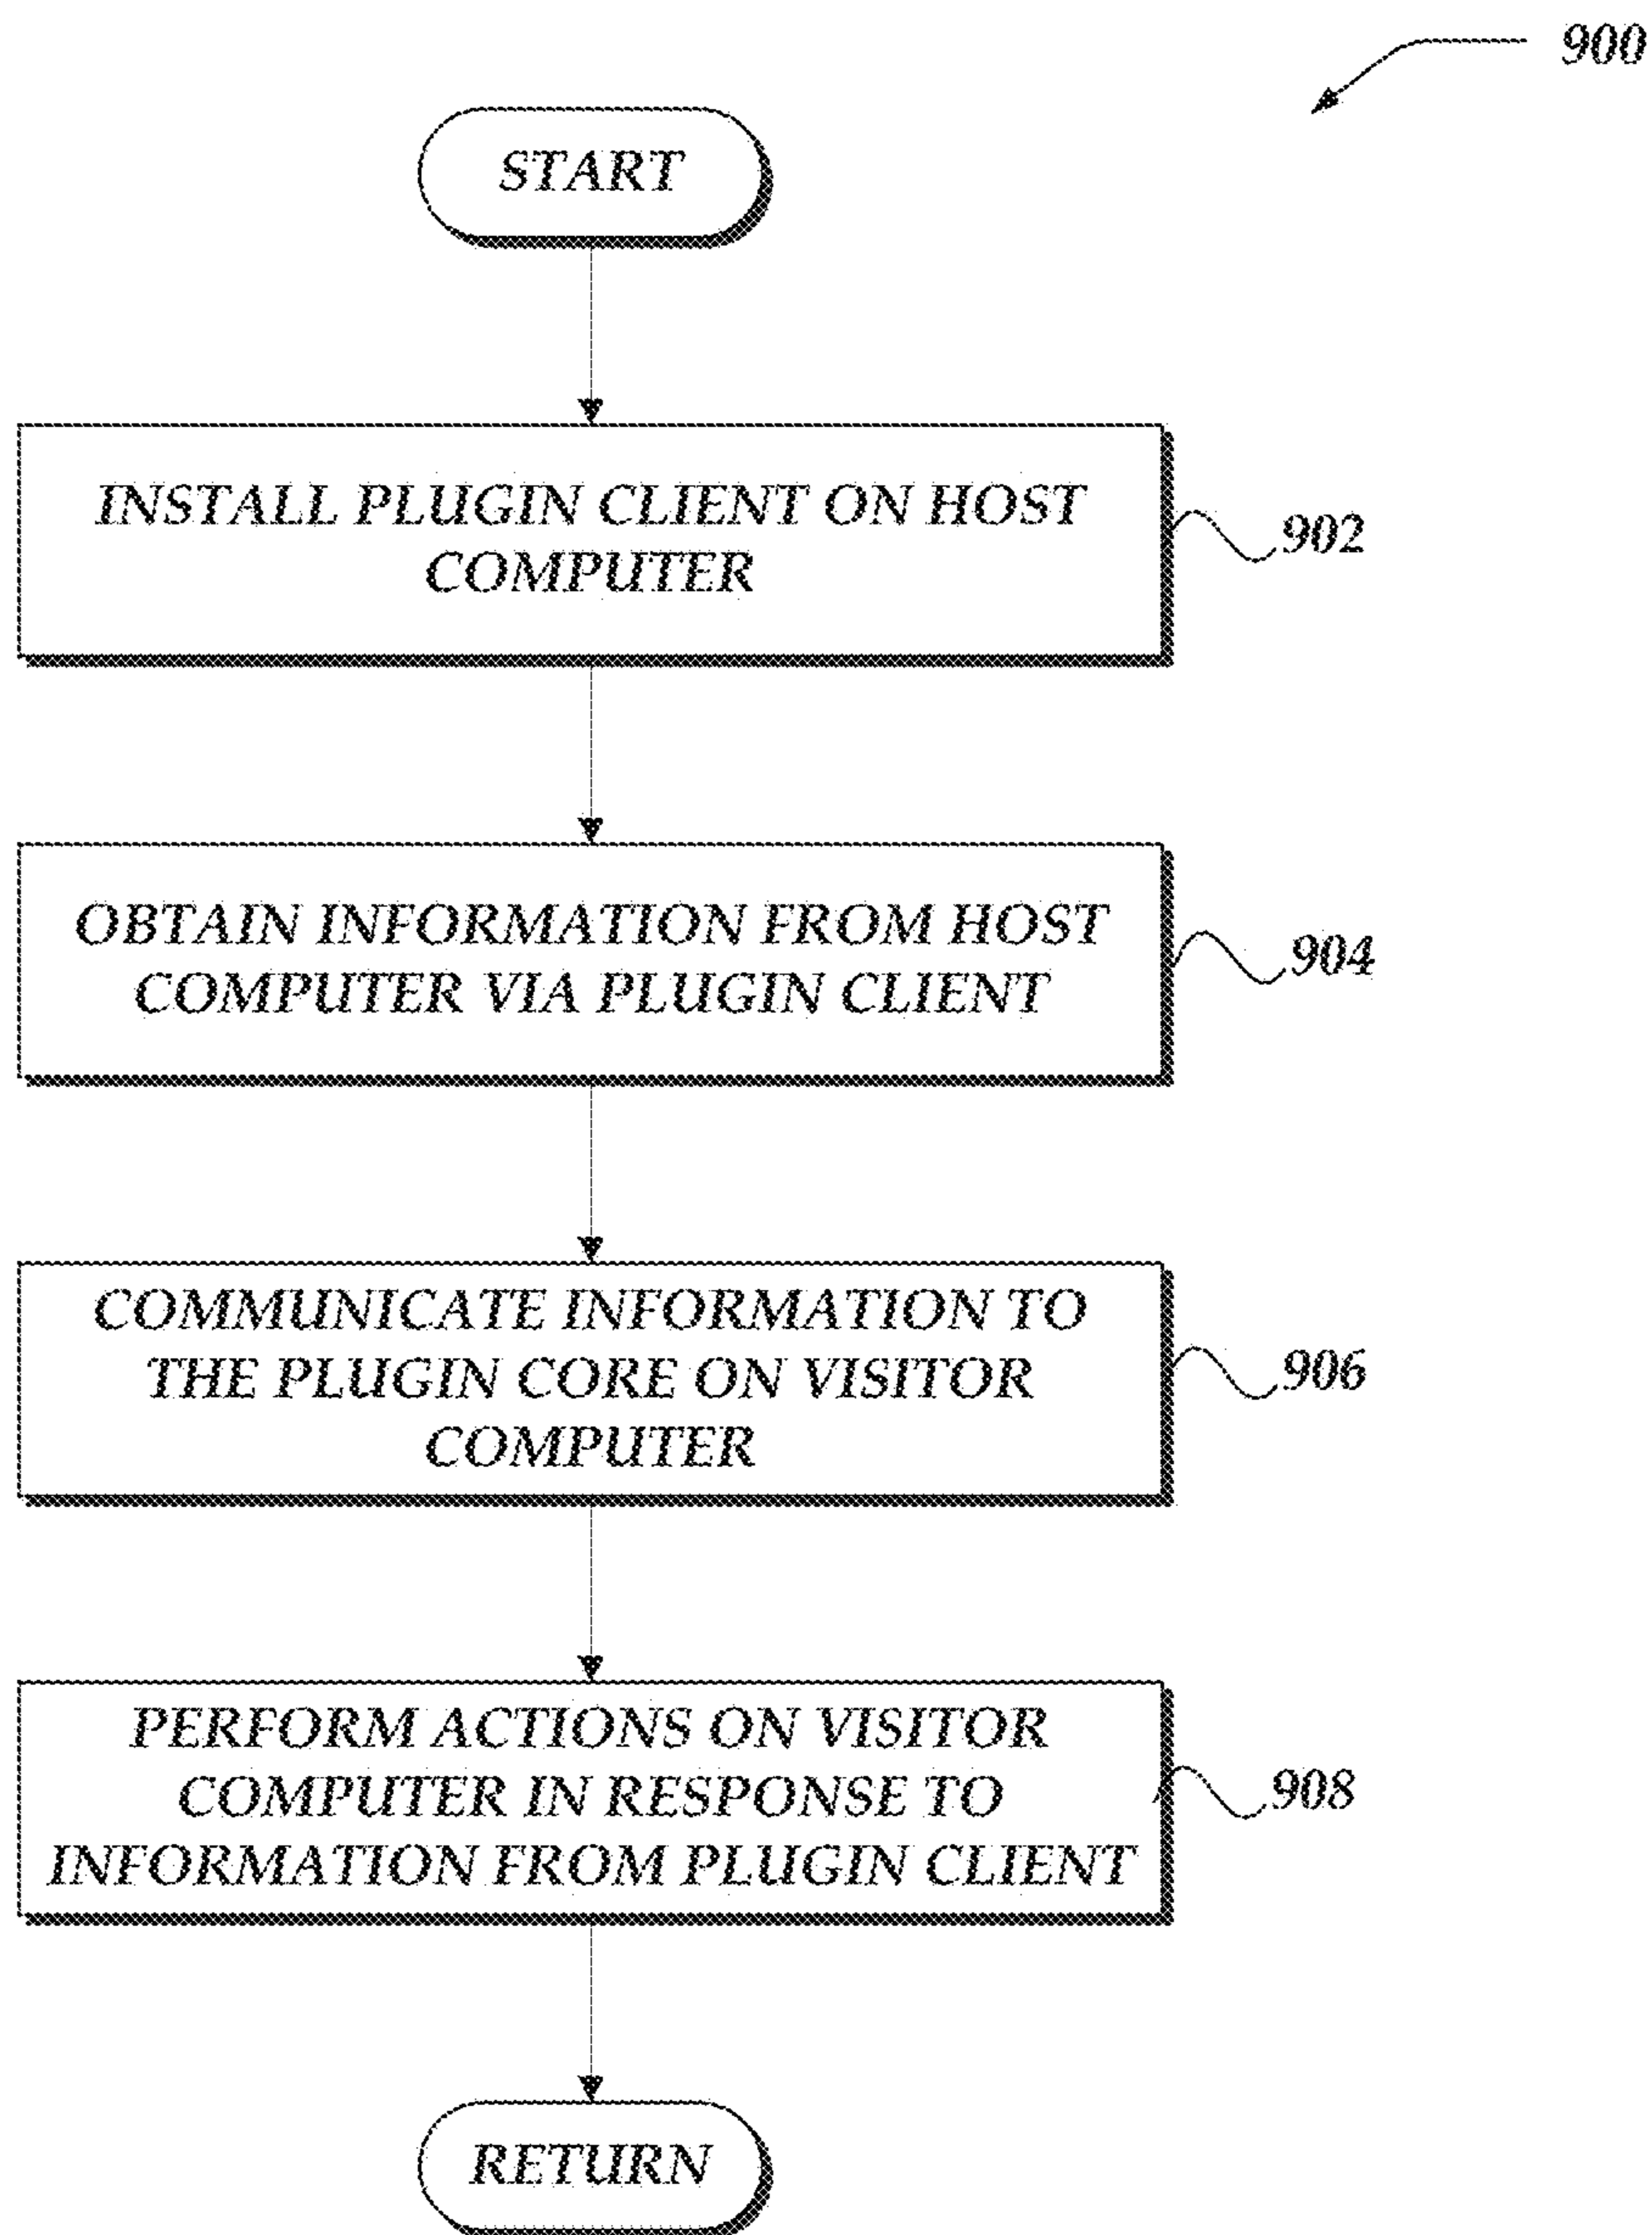 900
START
INSTALL PLUGIN CLIENT ON HOST
COMPUTER
902
OBTAIN INFORMATION FROM HOST
COMPUTER VIA PLUGIN CLIENT
904
COMMUNICATE INFORMATION TO
THE PLUGIN CORE ON VISITOR
COMPUTER
906
PERFORM ACTIONS ON VISITOR
COMPUTER IN RESPONSE TO
INFORMATION FROM PLUGIN CLIENT
908
RETURN